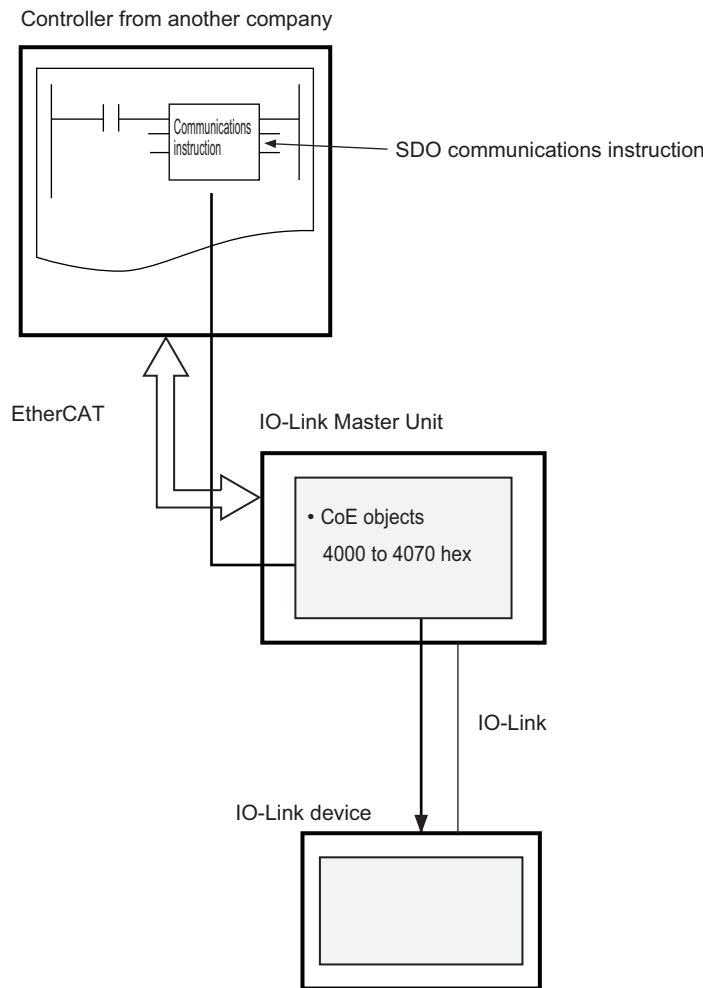 Controller from another company
Communications
instruction
SDO communications instruction
EtherCAT
IO-Link Master Unit
• CoE objects
4000 to 4070 hex
IO-Link
IO-Link device